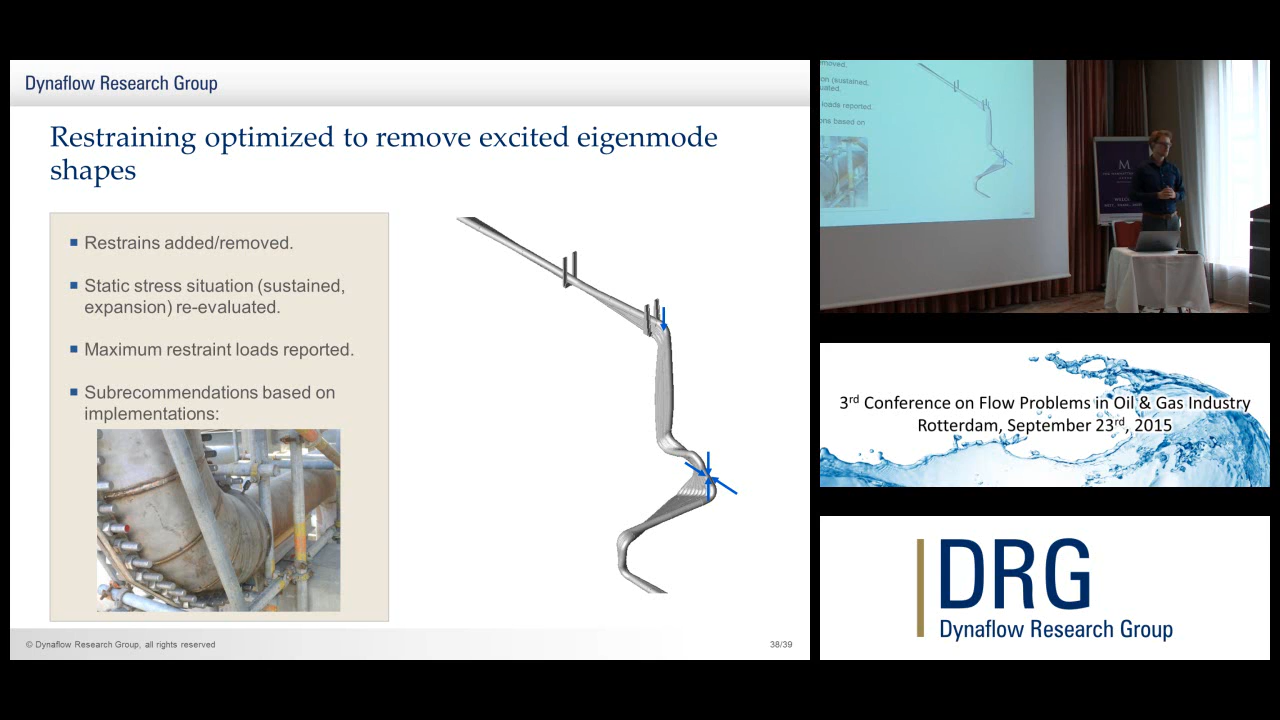 Dynaflow Research Group
Restraining optimized to remove excited eigenmode
shapes
Restrains added/removed.
Static stress situation (sustained,
expansion) re-evaluated.
Maximum restraint loads reported.
Subrecommendations based on
implementations:
© Dynaflow Research Group, all rights reserved
38/39
3rd Conference on Flow Problems in Oil & Gas Industry
Rotterdam, September 23rd, 2015
DRG
Dynaflow Research Group